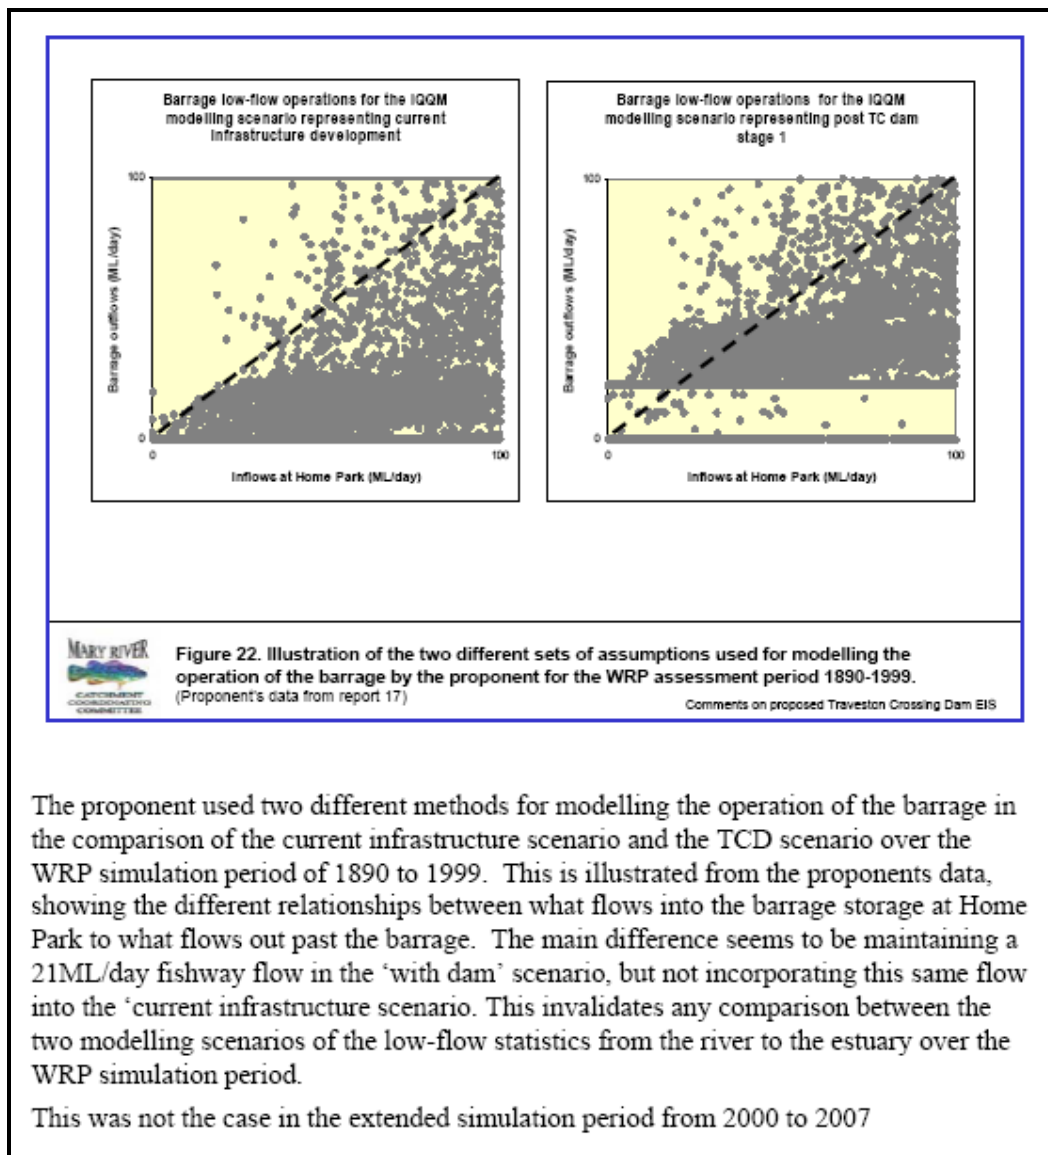 Barrage low-flow operations for the IQQM
modelling scenario representing current
infrastructure development
100
Barrage outflows (ML/day)
0
0
100
Inflows at Home Park (ML/day)
Barrage low-flow operations for the IQQM
modelling scenario representing post TC dam
stage 1
100
Barrage outflows (ML/day)
0
0
100
Inflows at Home Park (ML/day)
MARY RIVER
CATCHMENT
COORDINATING
COMMITTEE
Figure 22. Illustration of the two different sets of assumptions used for modelling the
operation of the barrage by the proponent for the WRP assessment period 1890-1999.
(Proponent's data from report 17)
Comments on proposed Traveston Crossing Dam EIS
The proponent used two different methods for modelling the operation of the barrage in
the comparison of the current infrastructure scenario and the TCD scenario over the
WRP simulation period of 1890 to 1999.  This is illustrated from the proponents data,
showing the different relationships between what flows into the barrage storage at Home
Park to what flows out past the barrage.  The main difference seems to be maintaining a
21ML/day fishway flow in the ‘with dam’ scenario, but not incorporating this same flow
into the ‘current infrastructure scenario. This invalidates any comparison between the
two modelling scenarios of the low-flow statistics from the river to the estuary over the
WRP simulation period.
This was not the case in the extended simulation period from 2000 to 2007